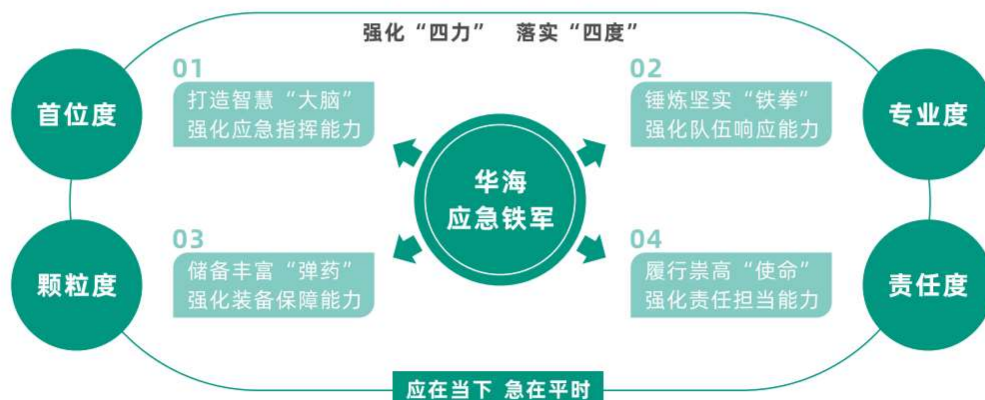 强化“四力”  落实“四度”
首位度
01
打造智慧“大脑”
强化应急指挥能力
02
锤炼坚实“铁拳”
强化队伍响应能力
专业度
华海
应急铁军
颗粒度
03
储备丰富“弹药”
强化装备保障能力
04
履行崇高“使命”
强化责任担当能力
责任度
应在当下 急在平时